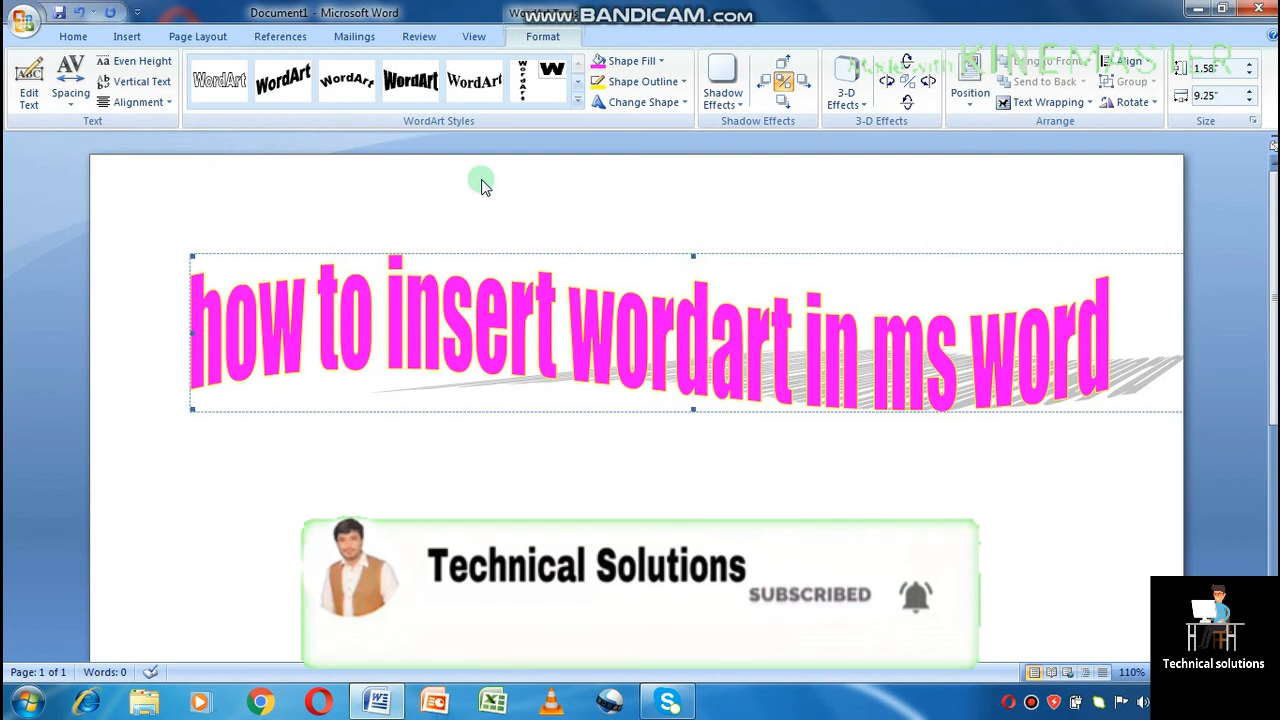 Document1 - Microsoft Word
www.BANDICAM.com
Home Insert Page Layout References Mailings Review View Format
KINEMASTER
Edit Text
AV Spacing
Even Height
Vertical Text
Alignment
Text
WordArt WordArt WordArt WordArt WordArt WordArt W
WordArt Styles
Shape Fill
Shape Outline
Change Shape
Shadow Effects
Shadow Effects
3-D Effects
3-D Effects
Position
Bring to Front
Send to Back
Text Wrapping
Align
Group
Rotate
Arrange
1.58"
9.25"
Size
how to insert wordart in ms word
Technical Solutions
SUBSCRIBED
Technical solutions
Page: 1 of 1 Words: 0
110%